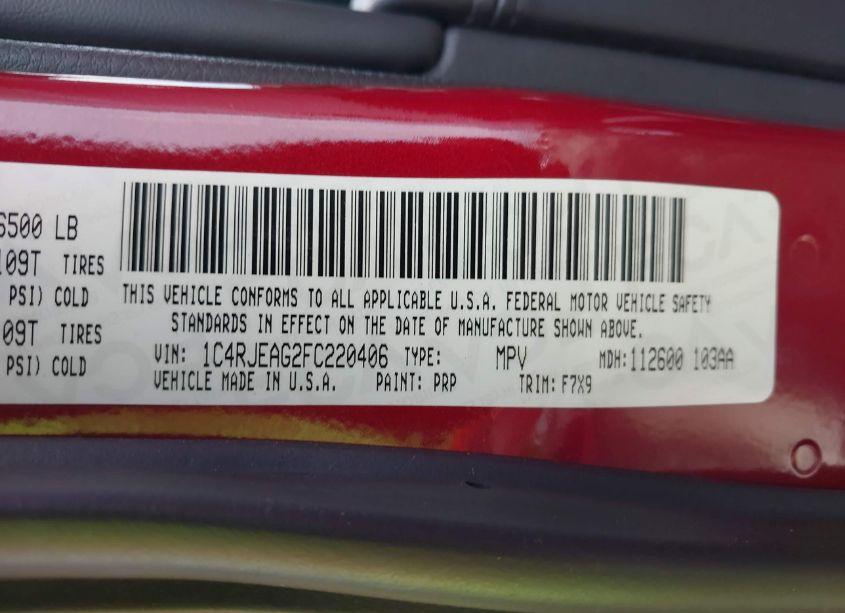 6500 LB
109T TIRES
PSI) COLD
THIS VEHICLE CONFORMS TO ALL APPLICABLE U.S.A. FEDERAL MOTOR VEHICLE SAFETY
STANDARDS IN EFFECT ON THE DATE OF MANUFACTURE SHOWN ABOVE.
09T TIRES
PSI) COLD
VIN: 1C4RJEAG2FC220406 TYPE: MPV MDH: 112600 103AA
VEHICLE MADE IN U.S.A. PAINT: PRP TRIM: F7X9